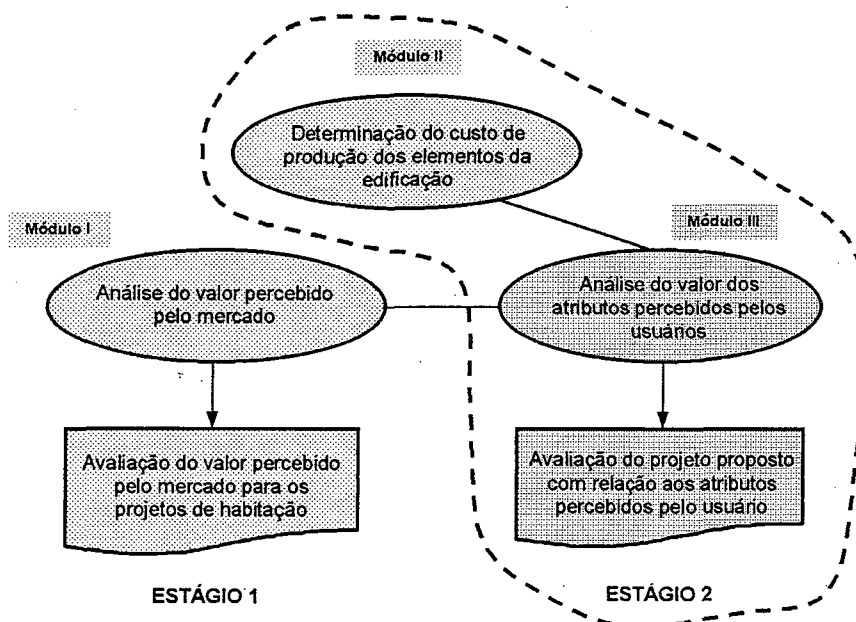 Módulo II
Determinação do custo de
produção dos elementos da
edificação
Módulo I
Módulo III
Análise do valor percebido
pelo mercado
Análise do valor dos
atributos percebidos pelos
usuários
Avaliação do valor percebido
pelo mercado para os
projetos de habitação
Avaliação do projeto proposto
com relação aos atributos
percebidos pelo usuário
ESTÁGIO 1
ESTÁGIO 2